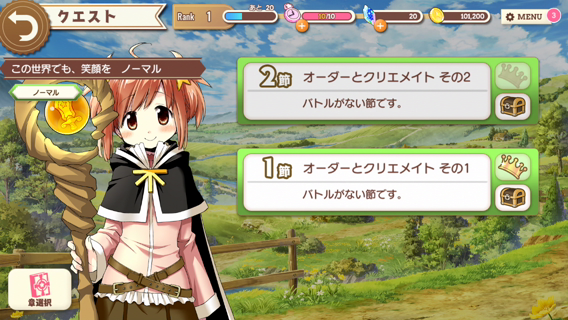 クエスト
Rank 1
あと 20
10/10
20
101,200
MENU 3
この世界でも、笑顔を ノーマル
ノーマル
2節 オーダーとクリエメイト その2
バトルがない節です。
1節 オーダーとクリエメイト その1
バトルがない節です。
章選択